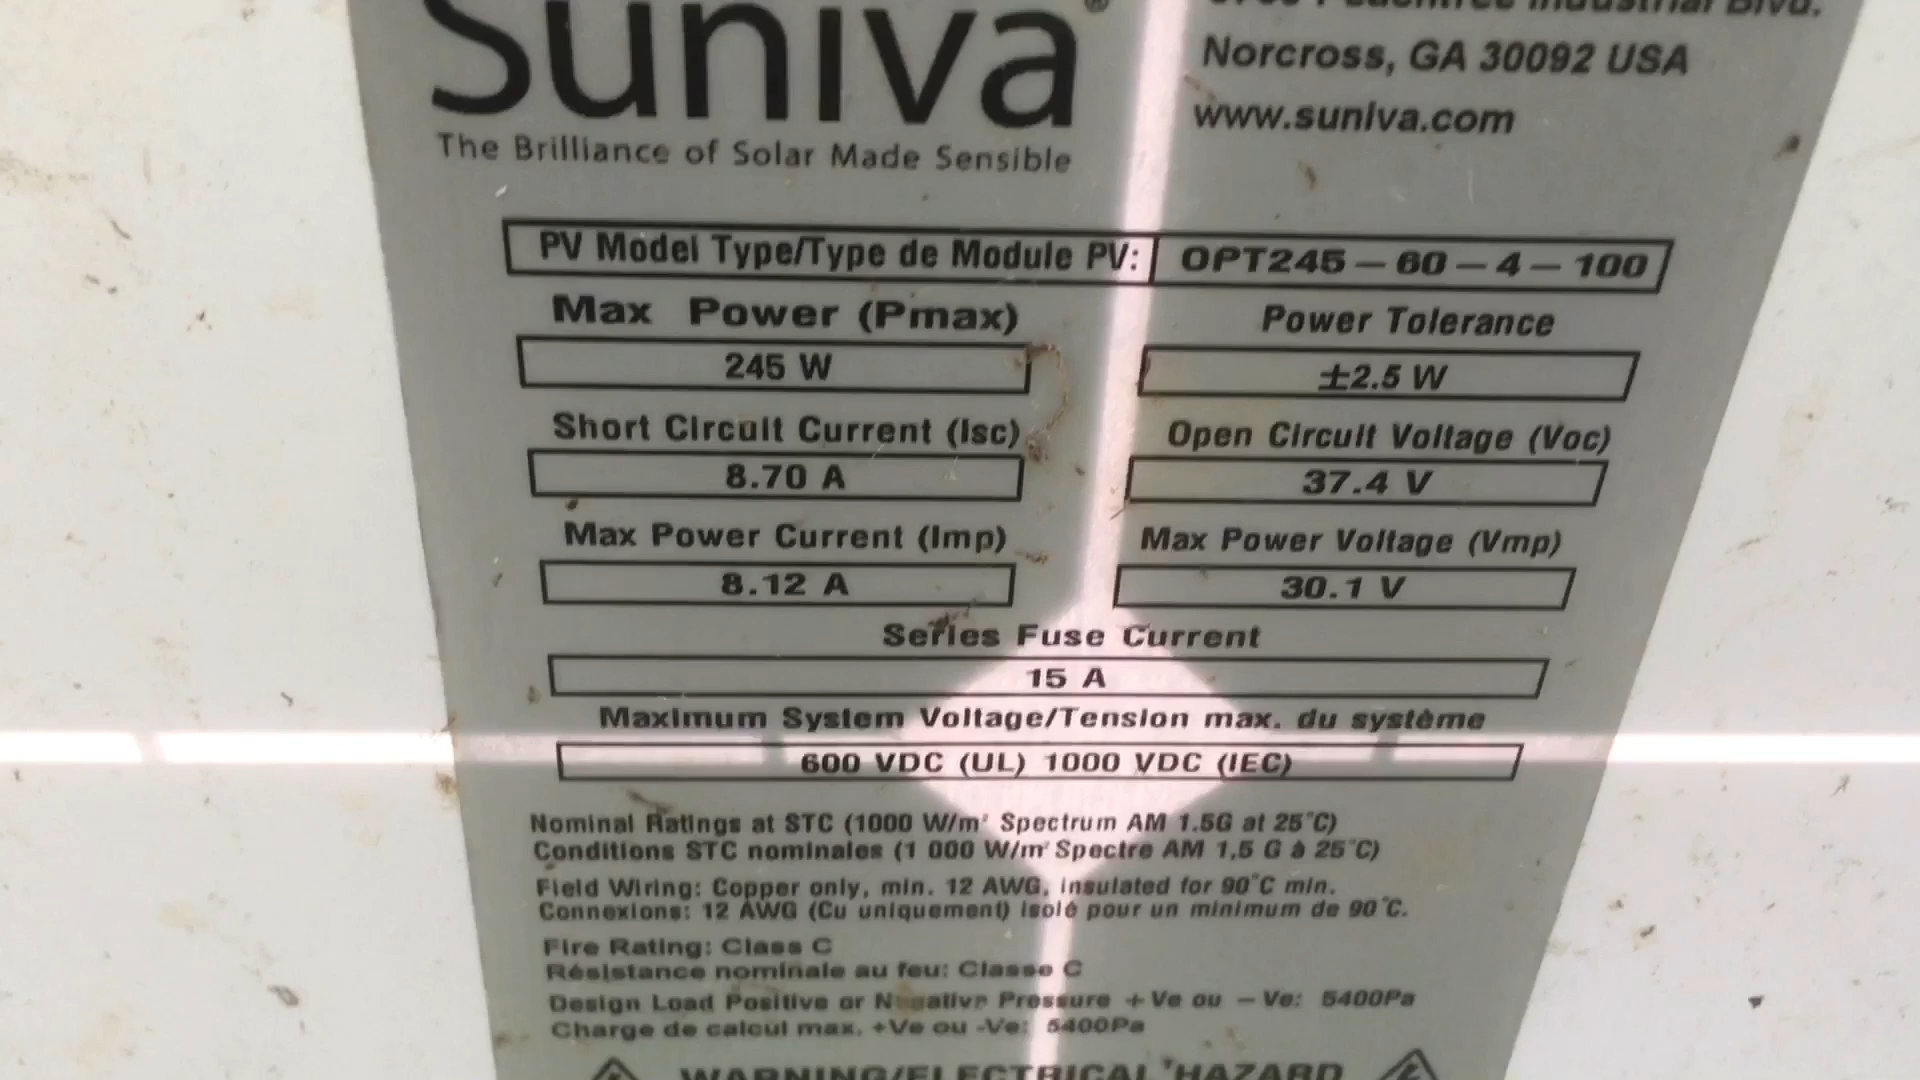 Suniva®
Industrial Blvd.
Norcross, GA 30092 USA
www.suniva.com
The Brilliance of Solar Made Sensible
PV Model Type/Type de Module PV: OPT245 – 60 – 4 – 100
Max Power (Pmax) Power Tolerance
245 W ±2.5 W
Short Circuit Current (Isc) Open Circuit Voltage (Voc)
8.70 A 37.4 V
Max Power Current (Imp) Max Power Voltage (Vmp)
8.12 A 30.1 V
Series Fuse Current
15 A
Maximum System Voltage/Tension max. du système
600 VDC (UL) 1000 VDC (IEC)
Nominal Ratings at STC (1000 W/m² Spectrum AM 1.5G at 25°C)
Conditions STC nominales (1 000 W/m² Spectre AM 1,5 G à 25°C)
Field Wiring: Copper only, min. 12 AWG, insulated for 90°C min.
Connexions: 12 AWG (Cu uniquement) isolé pour un minimum de 90°C.
Fire Rating: Class C
Résistance nominale au feu: Classe C
Design Load Positive or Negative Pressure +Ve ou –Ve: 5400Pa
Charge de calcul max, +Ve ou -Ve: 5400Pa
WARNING/ELECTRICAL HAZARD